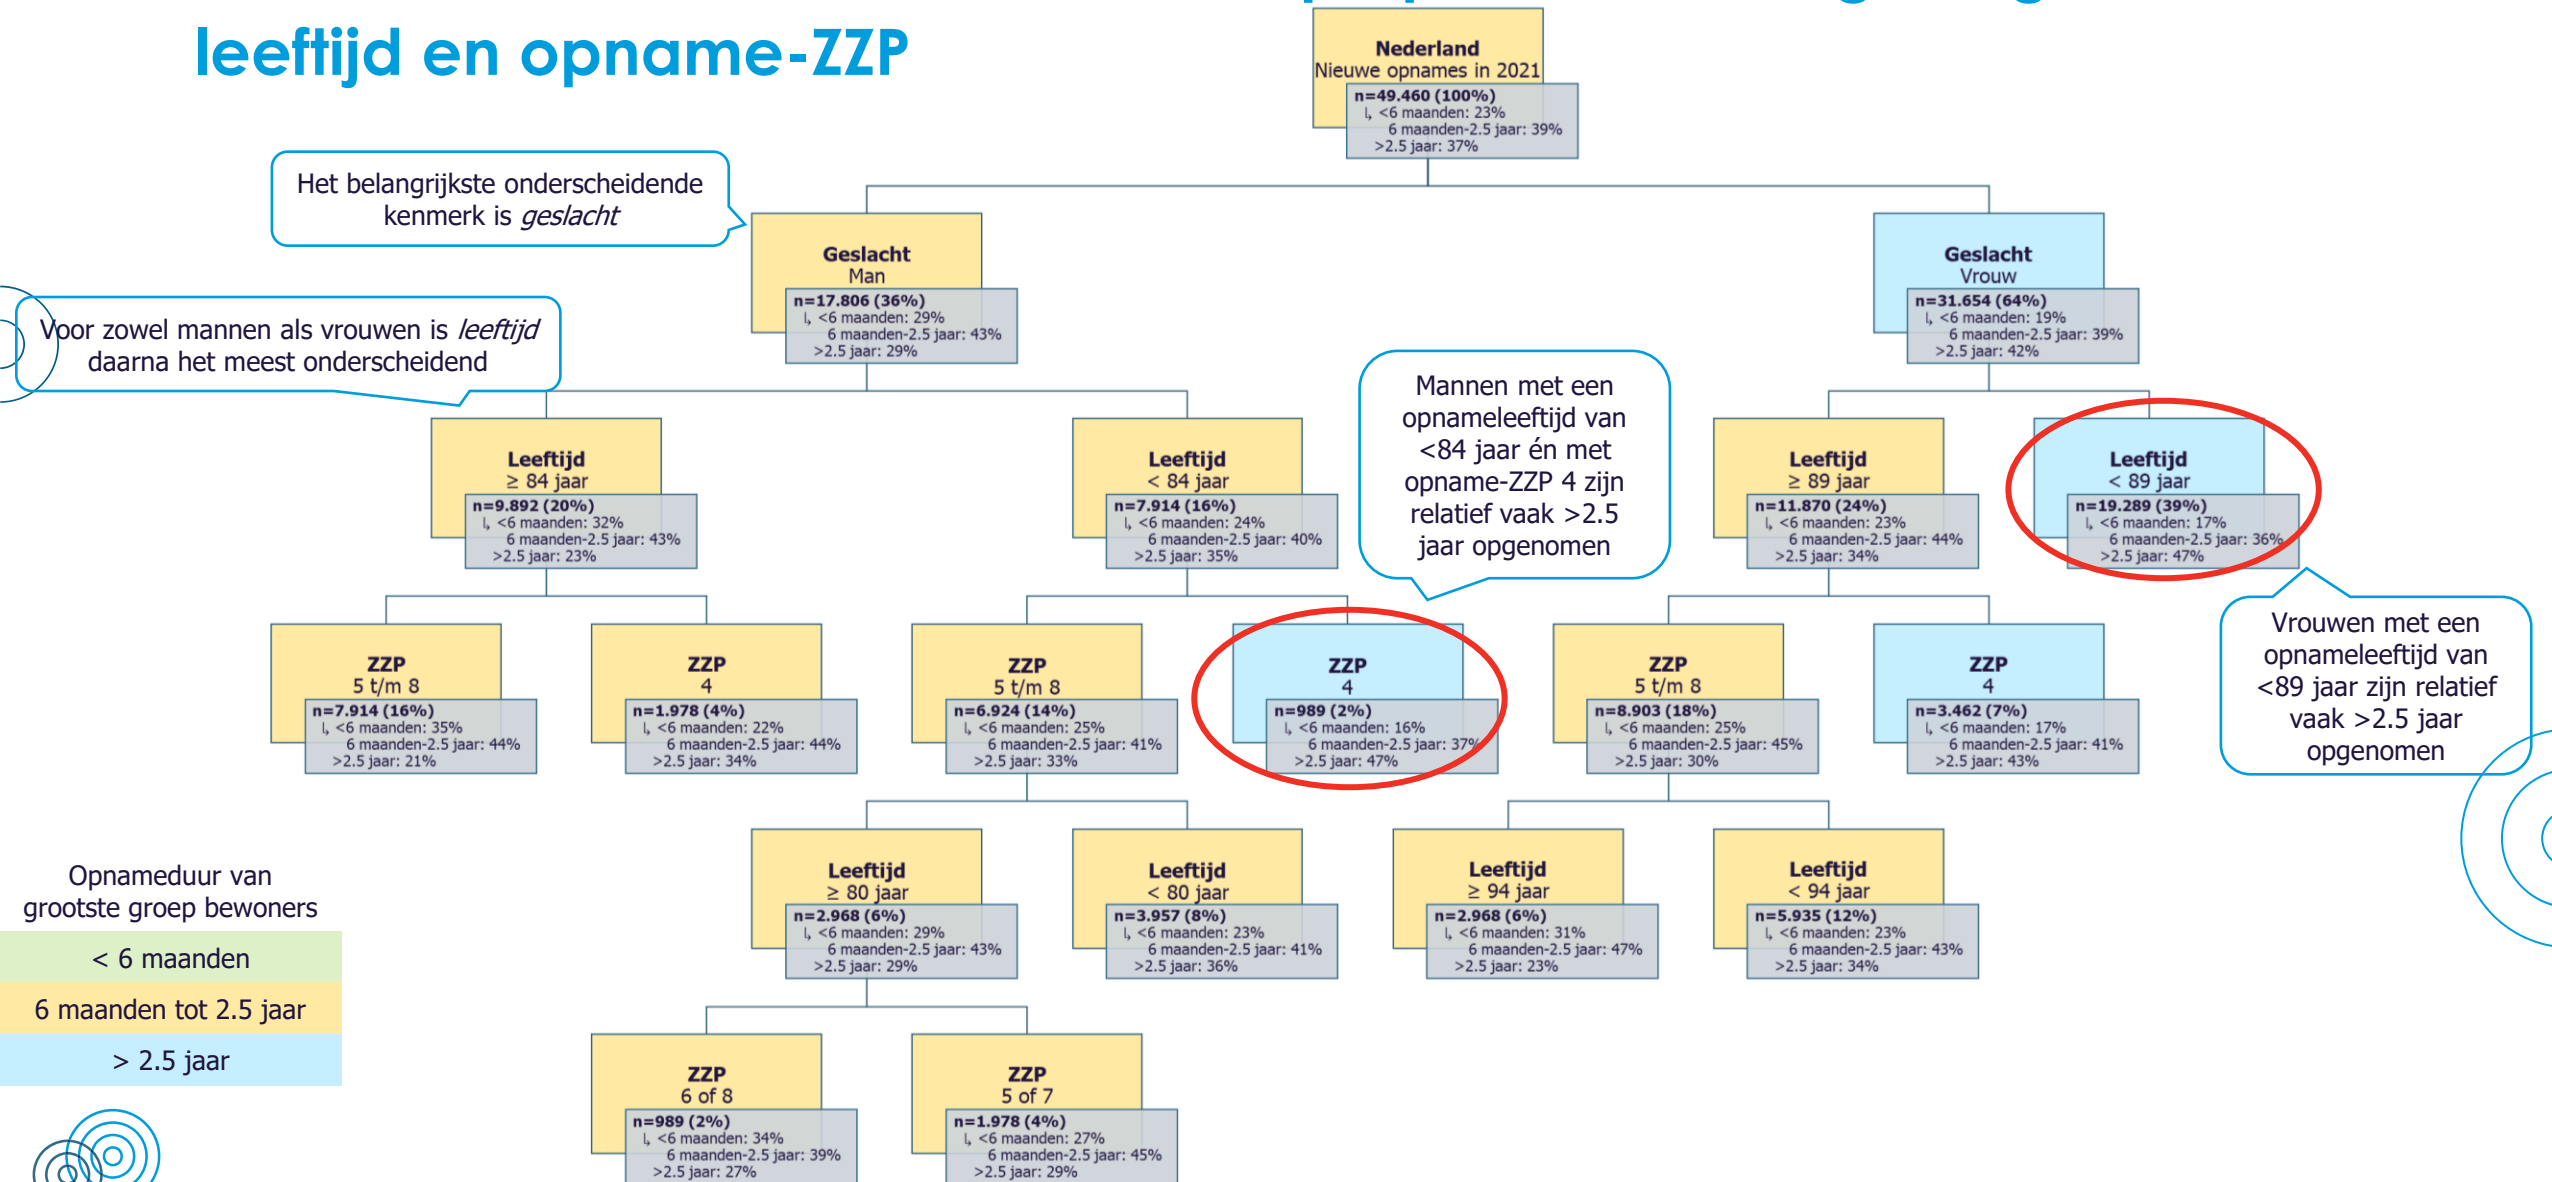 leeftijd en opname-ZZP
Nederland
Nieuwe opnames in 2021
n=49.460 (100%)
↳ <6 maanden: 23%
6 maanden-2.5 jaar: 39%
>2.5 jaar: 37%
Het belangrijkste onderscheidende
kenmerk is geslacht
Geslacht
Man
n=17.806 (36%)
↳ <6 maanden: 29%
6 maanden-2.5 jaar: 43%
>2.5 jaar: 29%
Geslacht
Vrouw
n=31.654 (64%)
↳ <6 maanden: 19%
6 maanden-2.5 jaar: 39%
>2.5 jaar: 42%
Voor zowel mannen als vrouwen is leeftijd
daarna het meest onderscheidend
Leeftijd
≥ 84 jaar
n=9.892 (20%)
↳ <6 maanden: 32%
6 maanden-2.5 jaar: 43%
>2.5 jaar: 23%
Leeftijd
< 84 jaar
n=7.914 (16%)
↳ <6 maanden: 24%
6 maanden-2.5 jaar: 40%
>2.5 jaar: 35%
Mannen met een
opnameleeftijd van
<84 jaar én met
opname-ZZP 4 zijn
relatief vaak >2.5
jaar opgenomen
Leeftijd
≥ 89 jaar
n=11.870 (24%)
↳ <6 maanden: 23%
6 maanden-2.5 jaar: 44%
>2.5 jaar: 34%
Leeftijd
< 89 jaar
n=19.289 (39%)
↳ <6 maanden: 17%
6 maanden-2.5 jaar: 36%
>2.5 jaar: 47%
ZZP
5 t/m 8
n=7.914 (16%)
↳ <6 maanden: 35%
6 maanden-2.5 jaar: 44%
>2.5 jaar: 21%
ZZP
4
n=1.978 (4%)
↳ <6 maanden: 22%
6 maanden-2.5 jaar: 44%
>2.5 jaar: 34%
ZZP
5 t/m 8
n=6.924 (14%)
↳ <6 maanden: 25%
6 maanden-2.5 jaar: 41%
>2.5 jaar: 33%
ZZP
4
n=989 (2%)
↳ <6 maanden: 16%
6 maanden-2.5 jaar: 37%
>2.5 jaar: 47%
ZZP
5 t/m 8
n=8.903 (18%)
↳ <6 maanden: 25%
6 maanden-2.5 jaar: 45%
>2.5 jaar: 30%
ZZP
4
n=3.462 (7%)
↳ <6 maanden: 17%
6 maanden-2.5 jaar: 41%
>2.5 jaar: 43%
Vrouwen met een
opnameleeftijd van
<89 jaar zijn relatief
vaak >2.5 jaar
opgenomen
Leeftijd
≥ 80 jaar
n=2.968 (6%)
↳ <6 maanden: 29%
6 maanden-2.5 jaar: 43%
>2.5 jaar: 29%
Leeftijd
< 80 jaar
n=3.957 (8%)
↳ <6 maanden: 23%
6 maanden-2.5 jaar: 41%
>2.5 jaar: 36%
Leeftijd
≥ 94 jaar
n=2.968 (6%)
↳ <6 maanden: 31%
6 maanden-2.5 jaar: 47%
>2.5 jaar: 23%
Leeftijd
< 94 jaar
n=5.935 (12%)
↳ <6 maanden: 23%
6 maanden-2.5 jaar: 43%
>2.5 jaar: 34%
Opnameduur van
grootste groep bewoners
< 6 maanden
6 maanden tot 2.5 jaar
> 2.5 jaar
ZZP
6 of 8
n=989 (2%)
↳ <6 maanden: 34%
6 maanden-2.5 jaar: 39%
>2.5 jaar: 27%
ZZP
5 of 7
n=1.978 (4%)
↳ <6 maanden: 27%
6 maanden-2.5 jaar: 45%
>2.5 jaar: 29%